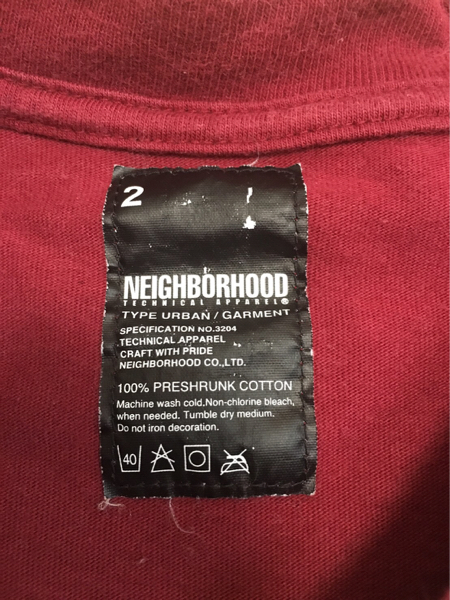 2
NEIGHBORHOOD
TECHNICAL APPAREL®
TYPE URBAN / GARMENT
SPECIFICATION NO.3204
TECHNICAL APPAREL
CRAFT WITH PRIDE
NEIGHBORHOOD CO.,LTD.
100% PRESHRUNK COTTON
Machine wash cold.Non-chlorine bleach,
when needed. Tumble dry medium.
Do not iron decoration.
40